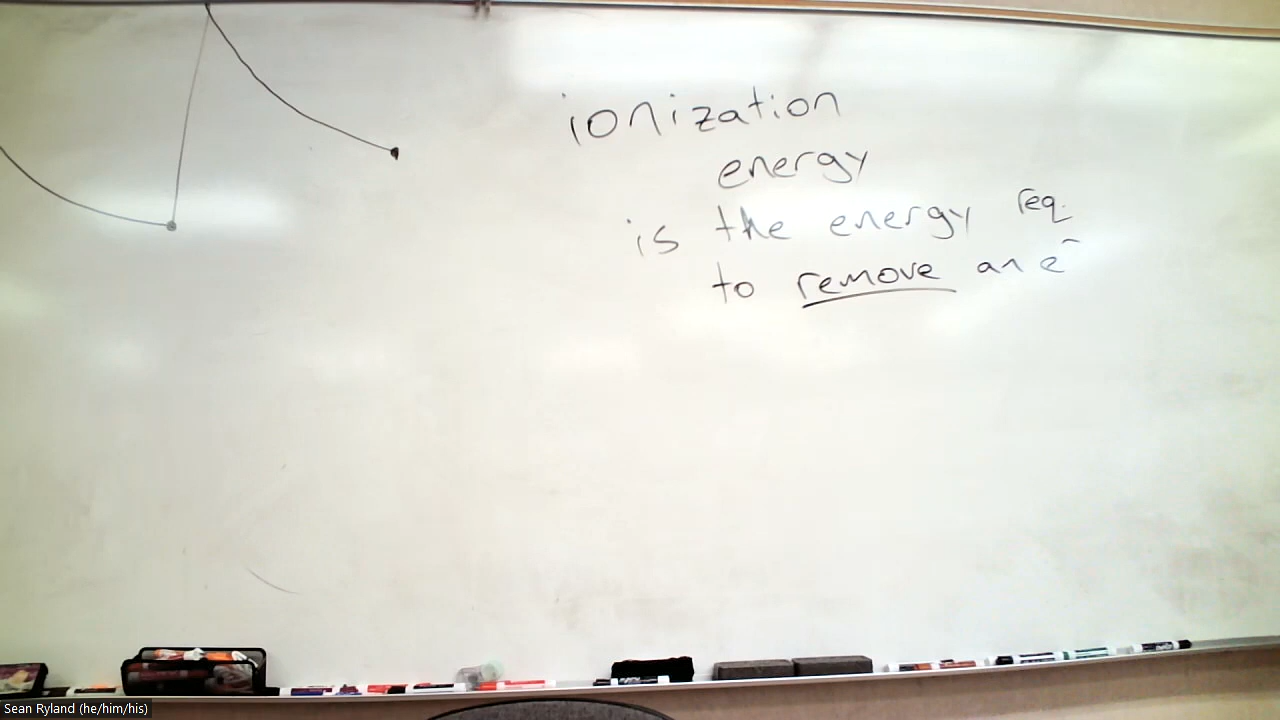 ionization
energy
is the energy req.
to remove an e⁻
Sean Ryland (he/him/his)